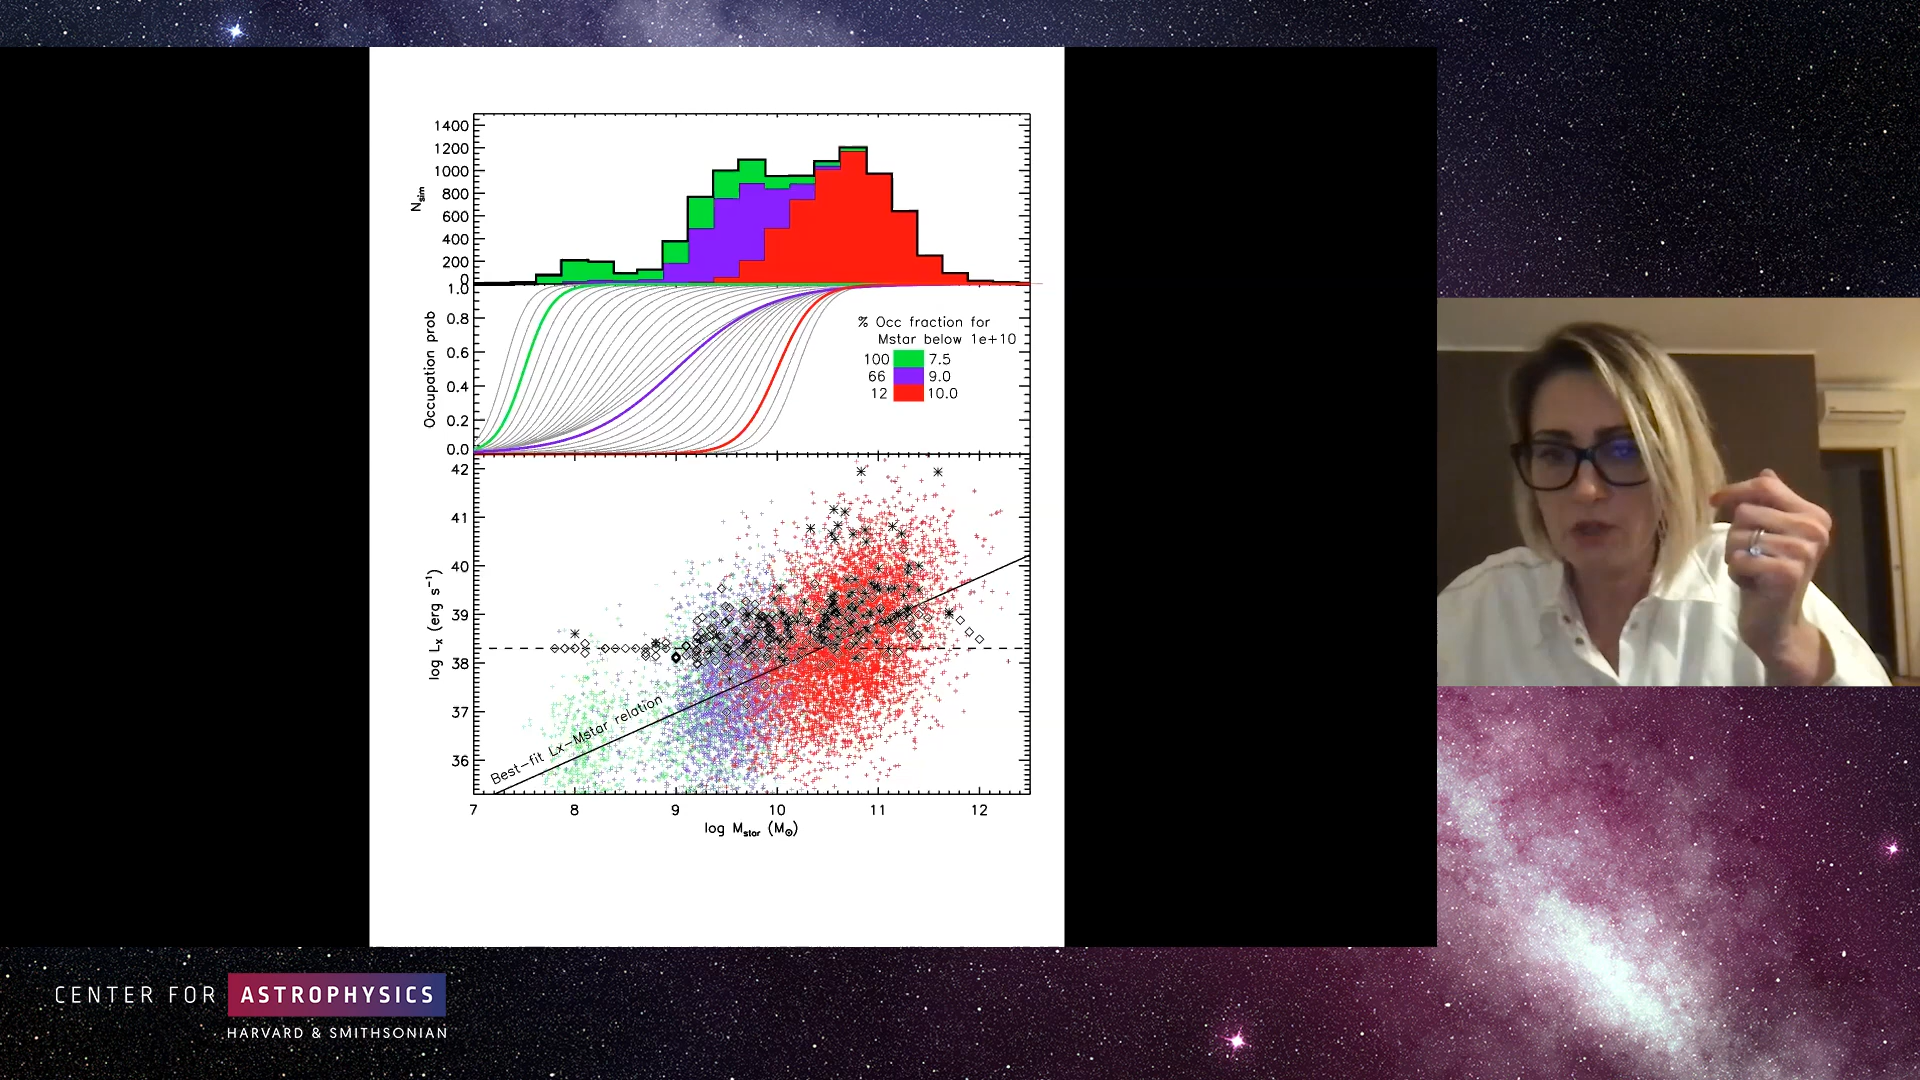 1400
1200
1000
800
600
400
200
0
N_sim
1.0
0.8
0.6
0.4
0.2
0.0
Occupation prob
% Occ fraction for
Mstar below 1e+10
100 7.5
66 9.0
12 10.0
42
41
40
39
38
37
36
log L_X (erg s⁻¹)
Best-fit Lx-Mstar relation
7 8 9 10 11 12
log M_star (M_⊙)
CENTER FOR ASTROPHYSICS
HARVARD & SMITHSONIAN